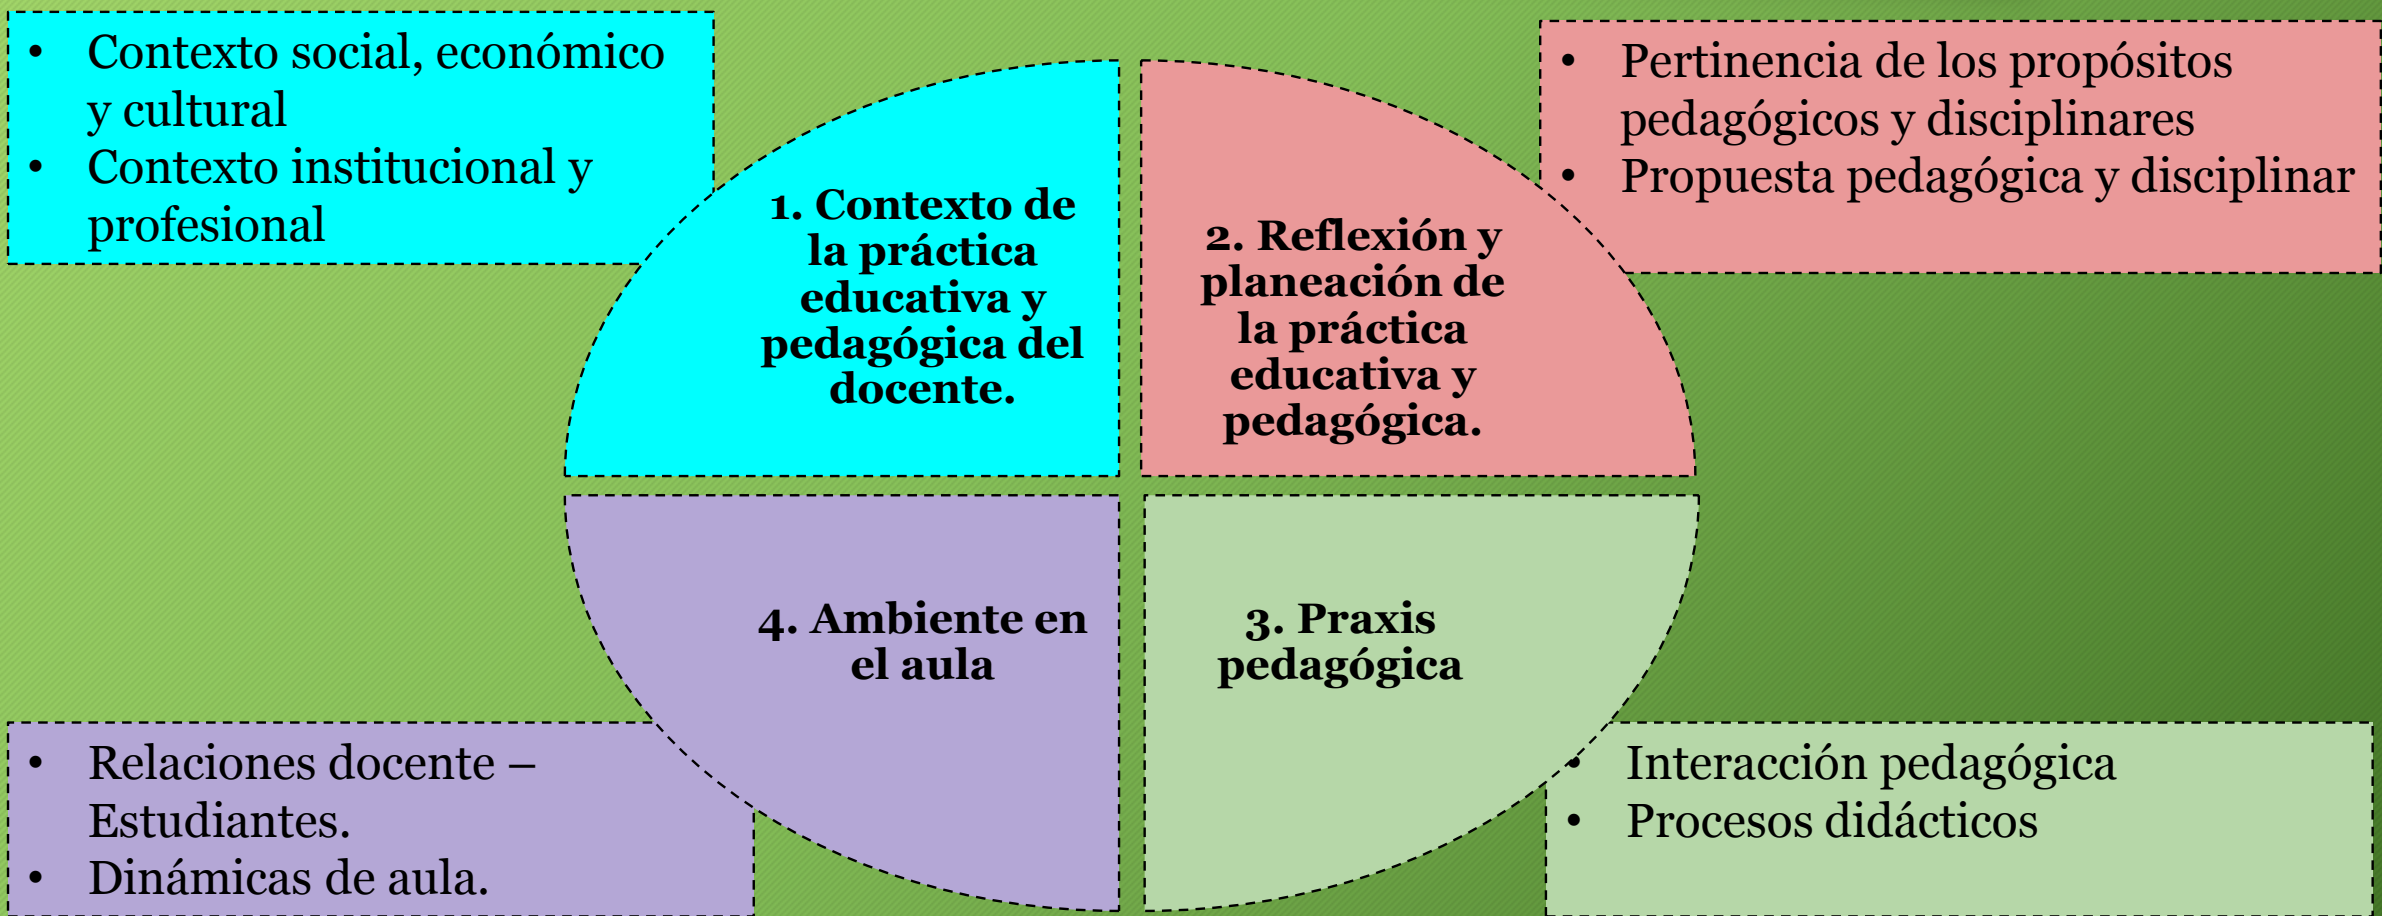 • Contexto social, económico
y cultural
• Contexto institucional y
profesional
1. Contexto de
la práctica
educativa y
pedagógica del
docente.
• Pertinencia de los propósitos
pedagógicos y disciplinares
• Propuesta pedagógica y disciplinar
2. Reflexión y
planeación de
la práctica
educativa y
pedagógica.
4. Ambiente en
el aula
• Relaciones docente –
Estudiantes.
• Dinámicas de aula.
3. Praxis
pedagógica
• Interacción pedagógica
• Procesos didácticos